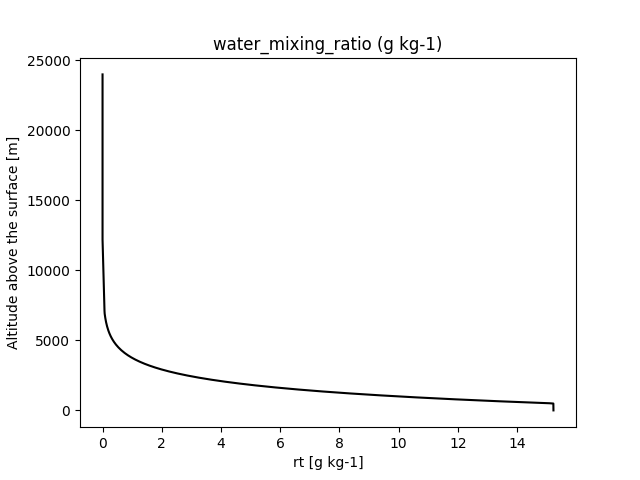 water_mixing_ratio (g kg-1)
Altitude above the surface [m]
25000
20000
15000
10000
5000
0
0 2 4 6 8 10 12 14
rt [g kg-1]